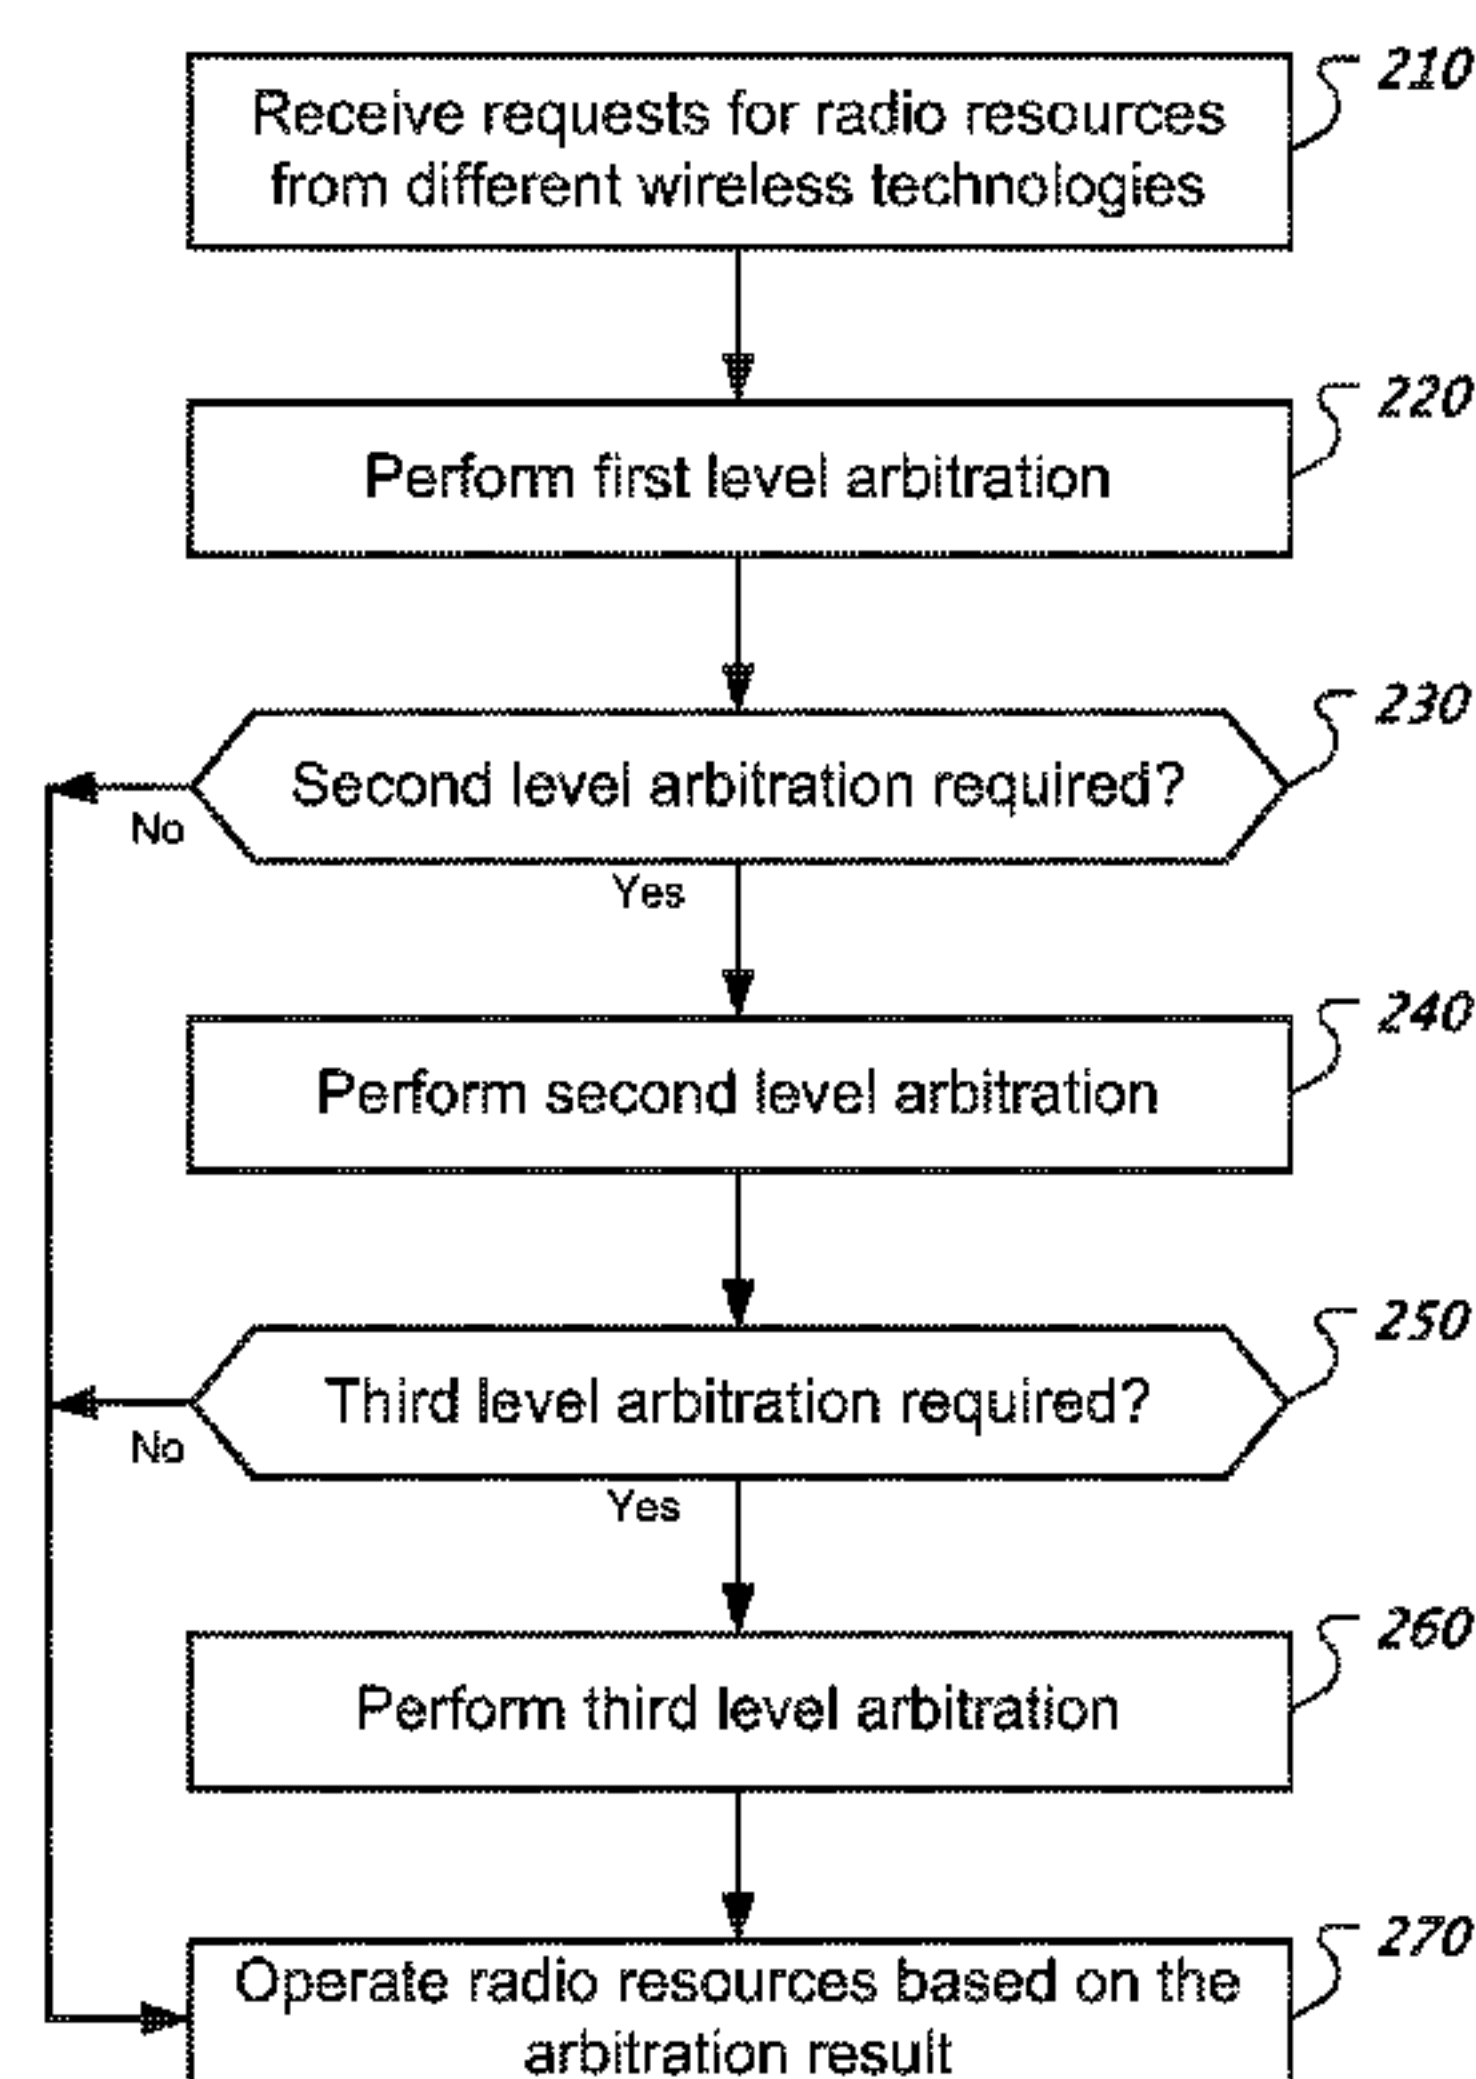 210
Receive requests for radio resources
from different wireless technologies
220
Perform first level arbitration
230
Second level arbitration required?
No
Yes
240
Perform second level arbitration
250
Third level arbitration required?
No
Yes
260
Perform third level arbitration
270
Operate radio resources based on the
arbitration result